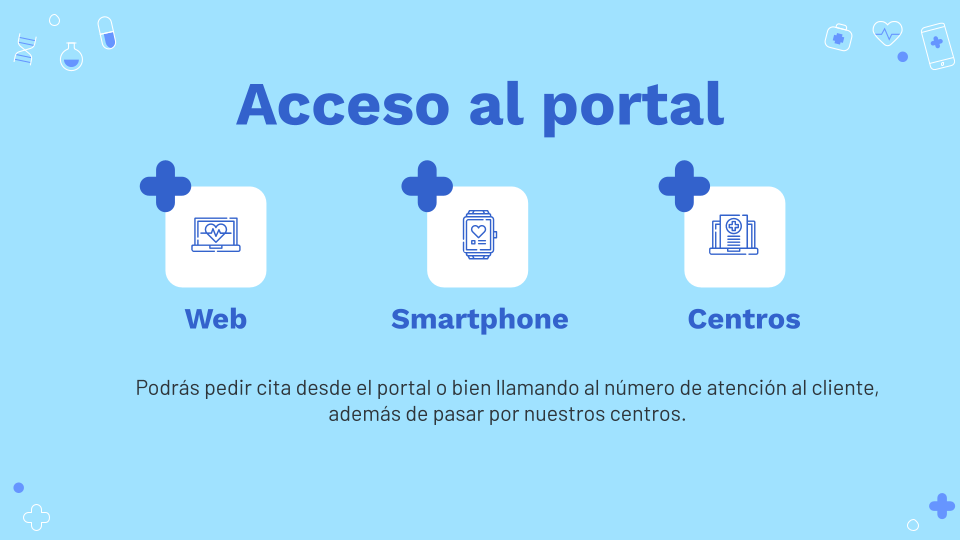 Acceso al portal
Web
Smartphone
Centros
Podrás pedir cita desde el portal o bien llamando al número de atención al cliente,
además de pasar por nuestros centros.